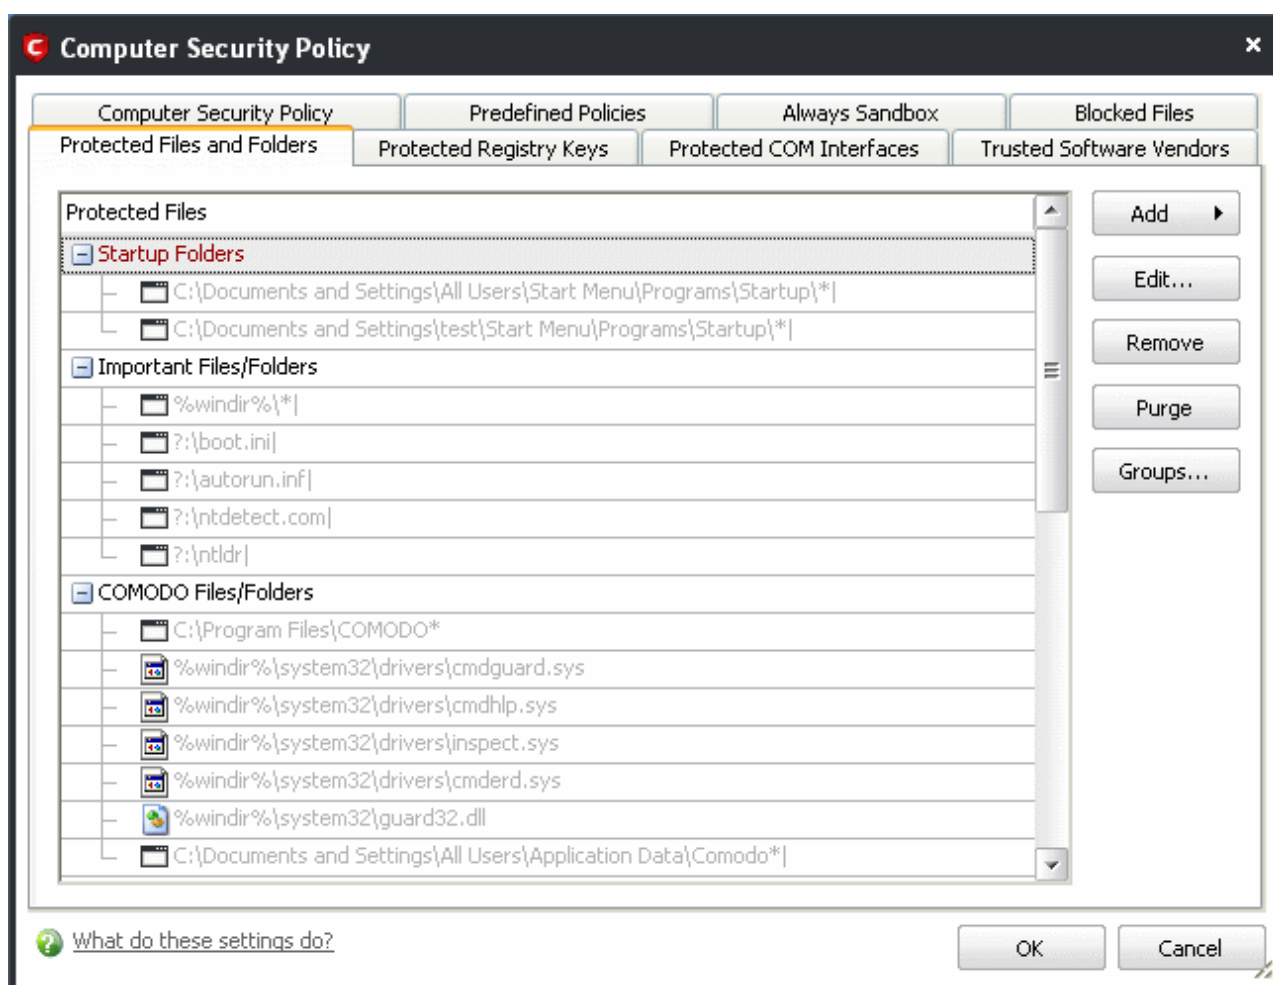 Computer Security Policy
Computer Security Policy Predefined Policies Always Sandbox Blocked Files
Protected Files and Folders Protected Registry Keys Protected COM Interfaces Trusted Software Vendors
Protected Files
Add
Startup Folders
C:\Documents and Settings\All Users\Start Menu\Programs\Startup\*|
Edit...
C:\Documents and Settings\test\Start Menu\Programs\Startup\*|
Remove
Important Files/Folders
%windir%\*|
Purge
?:\boot.ini|
Groups...
?:\autorun.inf|
?:\ntdetect.com|
?:\ntldr|
COMODO Files/Folders
C:\Program Files\COMODO*
%windir%\system32\drivers\cmdguard.sys
%windir%\system32\drivers\cmdhlp.sys
%windir%\system32\drivers\inspect.sys
%windir%\system32\drivers\cmderd.sys
%windir%\system32\guard32.dll
C:\Documents and Settings\All Users\Application Data\Comodo*|
What do these settings do?
OK Cancel